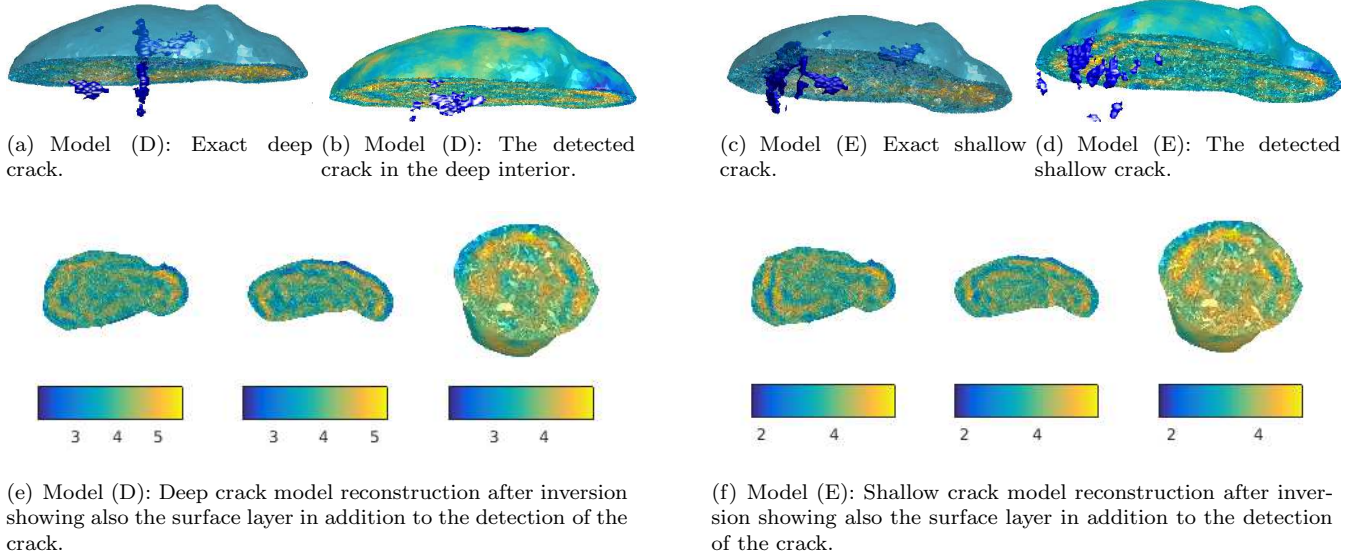 (a) Model (D): Exact deep
crack.
(b) Model (D): The detected
crack in the deep interior.
(c) Model (E) Exact shallow
crack.
(d) Model (E): The detected
shallow crack.
3 4 5
3 4 5
3 4
2 4
2 4
2 4
(e) Model (D): Deep crack model reconstruction after inversion
showing also the surface layer in addition to the detection of the
crack.
(f) Model (E): Shallow crack model reconstruction after inver-
sion showing also the surface layer in addition to the detection
of the crack.